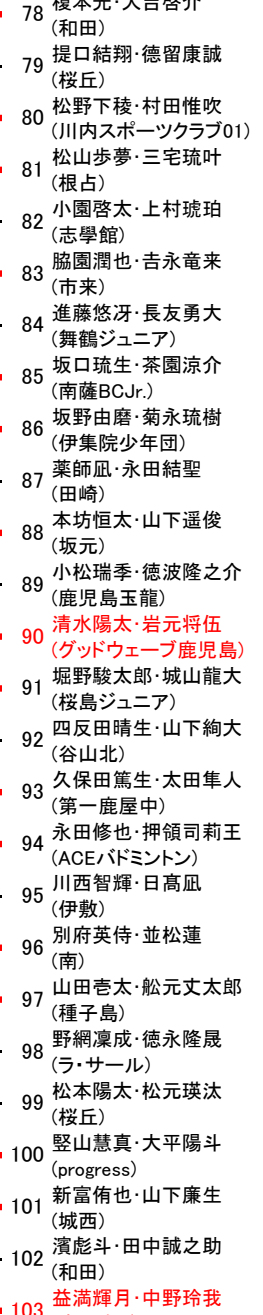 78 榎本元･大吉啓介
(和田)
79 提口結翔･德留康誠
(桜丘)
80 松野下稜･村田惟吹
(川内スポーツクラブ01)
81 松山歩夢･三宅琉叶
(根占)
82 小園啓太･上村琥珀
(志學館)
83 脇園潤也･吉永竜来
(市来)
84 進藤悠冴･長友勇大
(舞鶴ジュニア)
85 坂口琉生･茶園涼介
(南薩BCJr.)
86 坂野由磨･菊永琉樹
(伊集院少年団)
87 薬師凪･永田結聖
(田崎)
88 本坊恒太･山下遥俊
(坂元)
89 小松瑞季･德波隆之介
(鹿児島玉龍)
90 清水陽太･岩元将伍
(グッドウェーブ鹿児島)
91 堀野駿太郎･城山龍大
(桜島ジュニア)
92 四反田晴生･山下絢大
(谷山北)
93 久保田篤生･太田隼人
(第一鹿屋中)
94 永田修也･押領司莉王
(ACEバドミントン)
95 川西智輝･日髙凪
(伊敷)
96 別府英侍･並松蓮
(南)
97 山田壱太･舩元丈太郎
(種子島)
98 野網凜成･徳永隆晟
(ラ・サール)
99 松本陽太･松元瑛汰
(桜丘)
100 竪山慧真･大平陽斗
(progress)
101 新富侑也･山下廉生
(城西)
102 濵彪斗･田中誠之助
(和田)
103 益満輝月･中野玲我